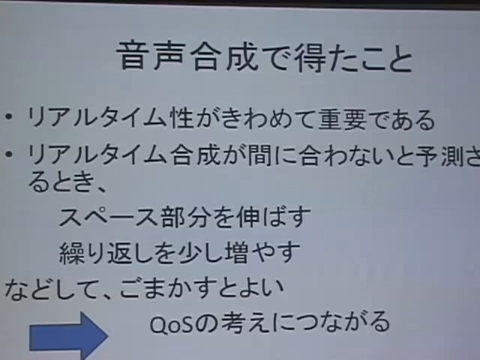 音声合成で得たこと
• リアルタイム性がきわめて重要である
• リアルタイム合成が間に合わないと予測さ
るとき、
スペース部分を伸ばす
繰り返しを少し増やす
などして、ごまかすとよい
QoSの考えにつながる